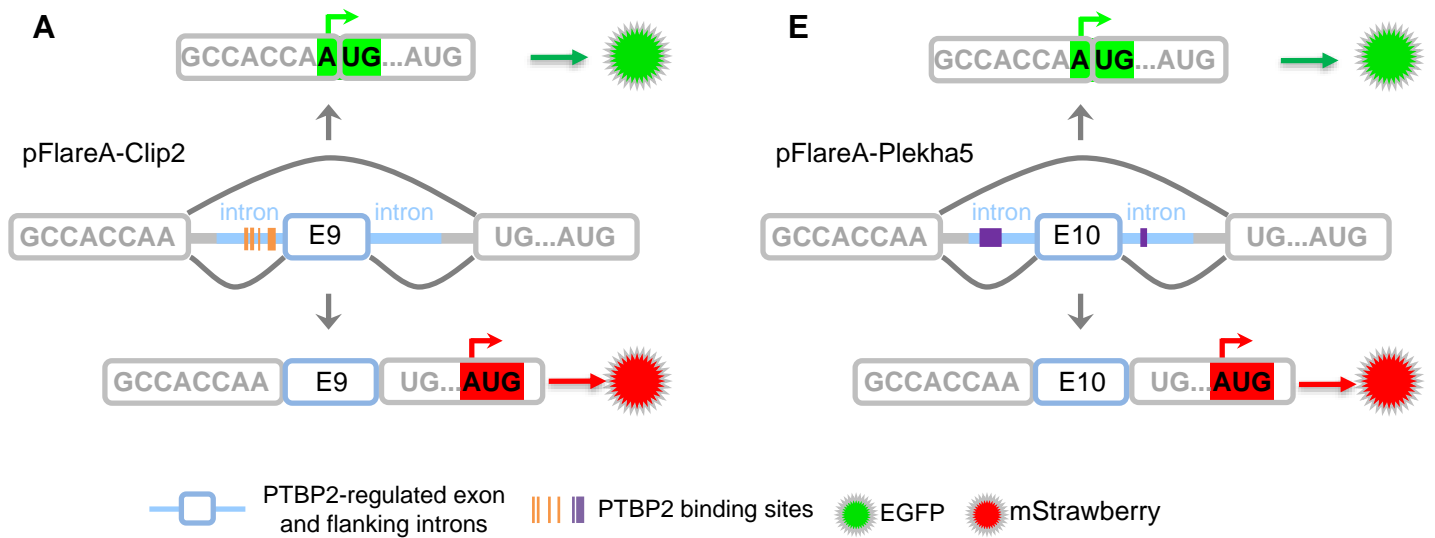 A
GCCACCAAUG...AUG
pFlareA-Clip2
intron
intron
GCCACCAA
E9
UG...AUG
GCCACCAA
E9
UG...AUG
E
GCCACCAAUG...AUG
pFlareA-Plekha5
intron
intron
GCCACCAA
E10
UG...AUG
GCCACCAA
E10
UG...AUG
PTBP2-regulated exon
and flanking introns
PTBP2 binding sites
EGFP
mStrawberry